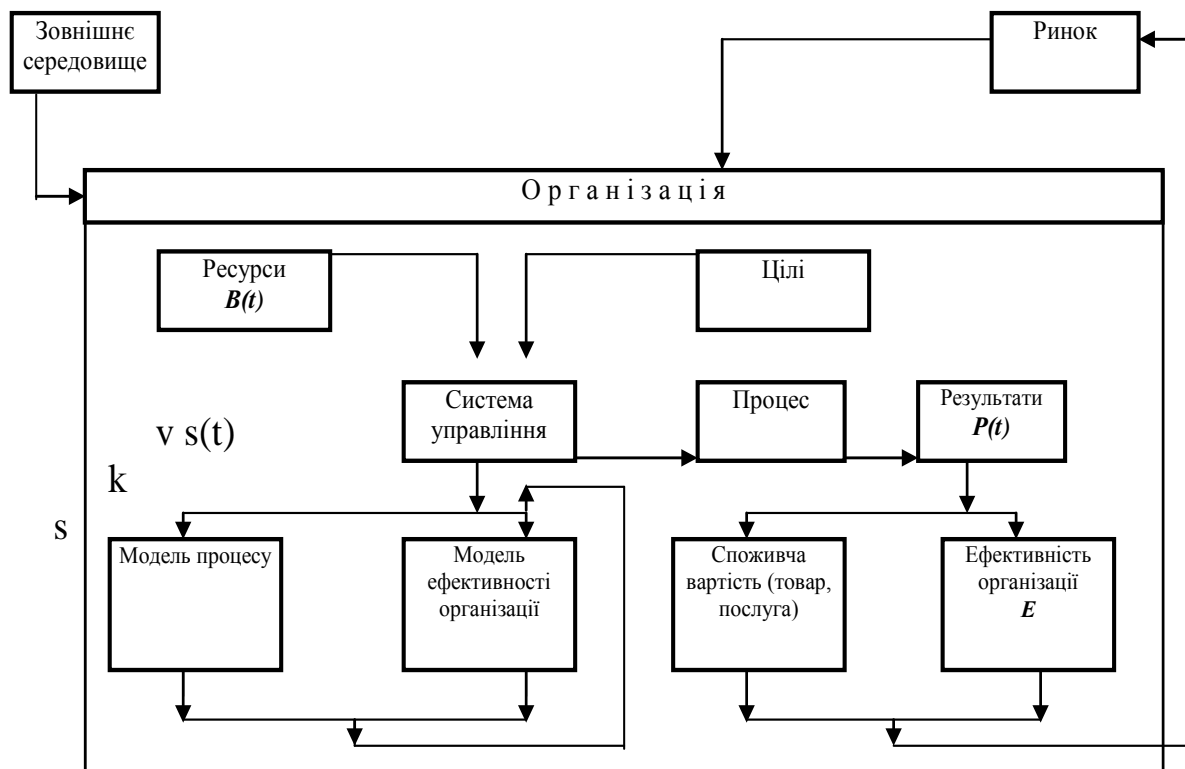 Зовнішнє
середовище
Ринок
О р г а н і з а ц і я
Ресурси
B(t)
Цілі
Система
управління
Процес
Результати
P(t)
v s(t)
k
s
Модель процесу
Модель
ефективності
організації
Споживча
вартість (товар,
послуга)
Ефективність
організації
E